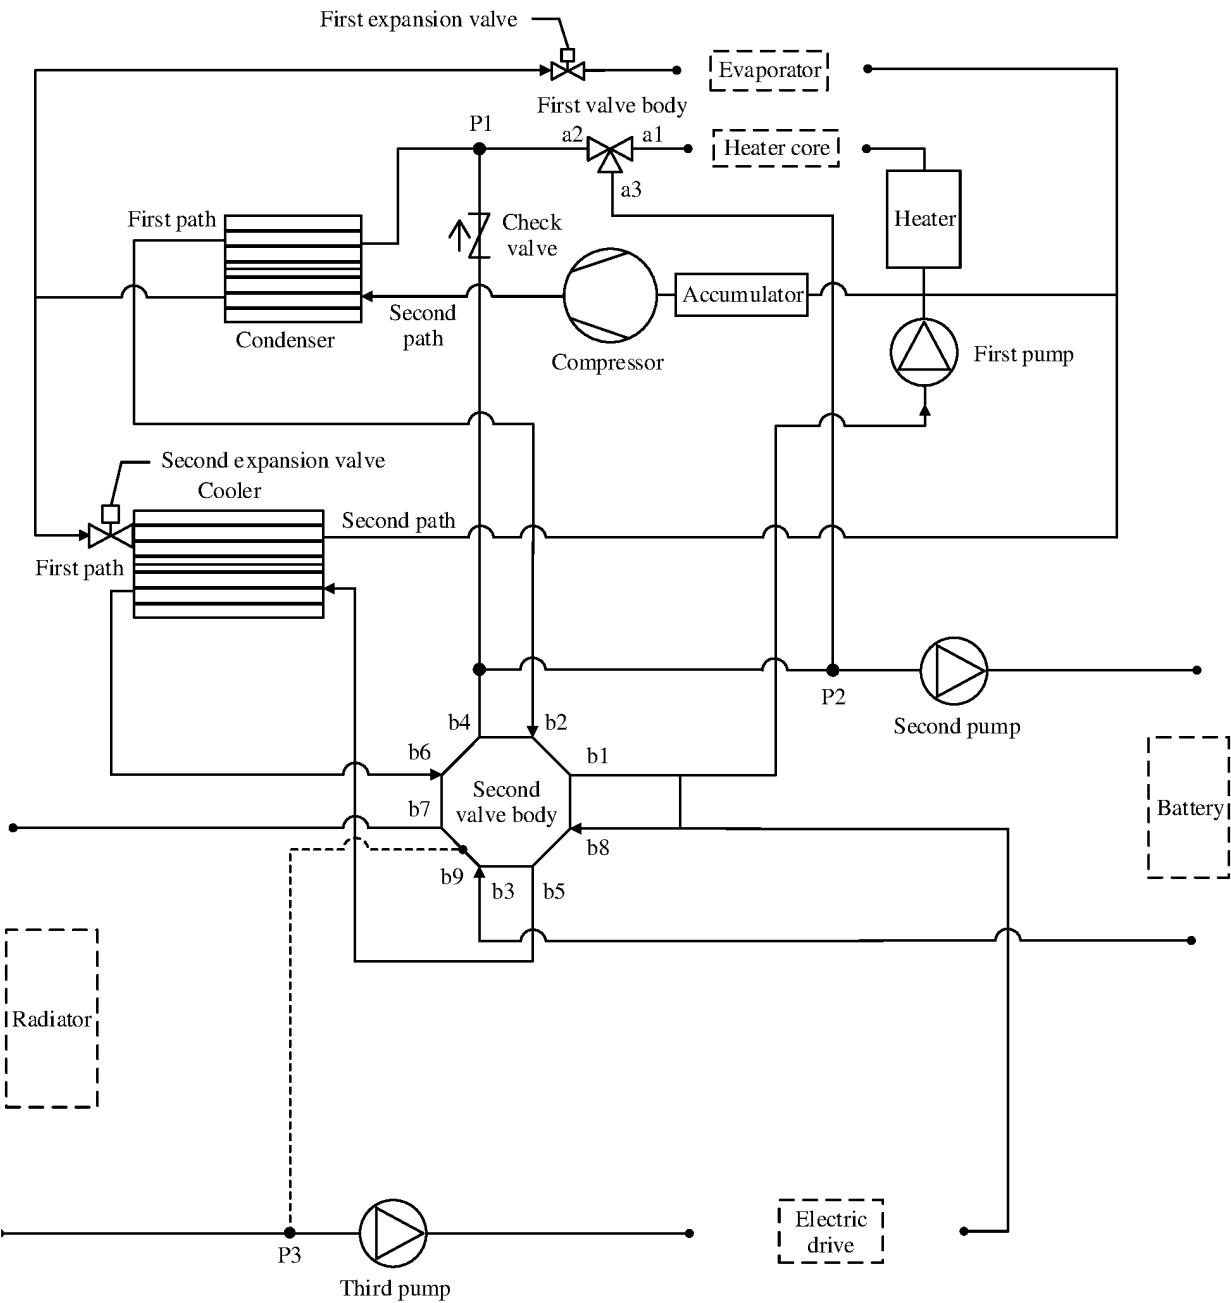 First expansion valve
Evaporator
First valve body
P1
a2
a1
Heater core
a3
First path
Check
valve
Heater
Accumulator
Second
path
Condenser
Compressor
First pump
Second expansion valve
Cooler
Second path
First path
P2
b4
b2
Second pump
b6
b1
Second
valve body
b7
Battery
b8
b9
b3
b5
Radiator
Electric
drive
P3
Third pump